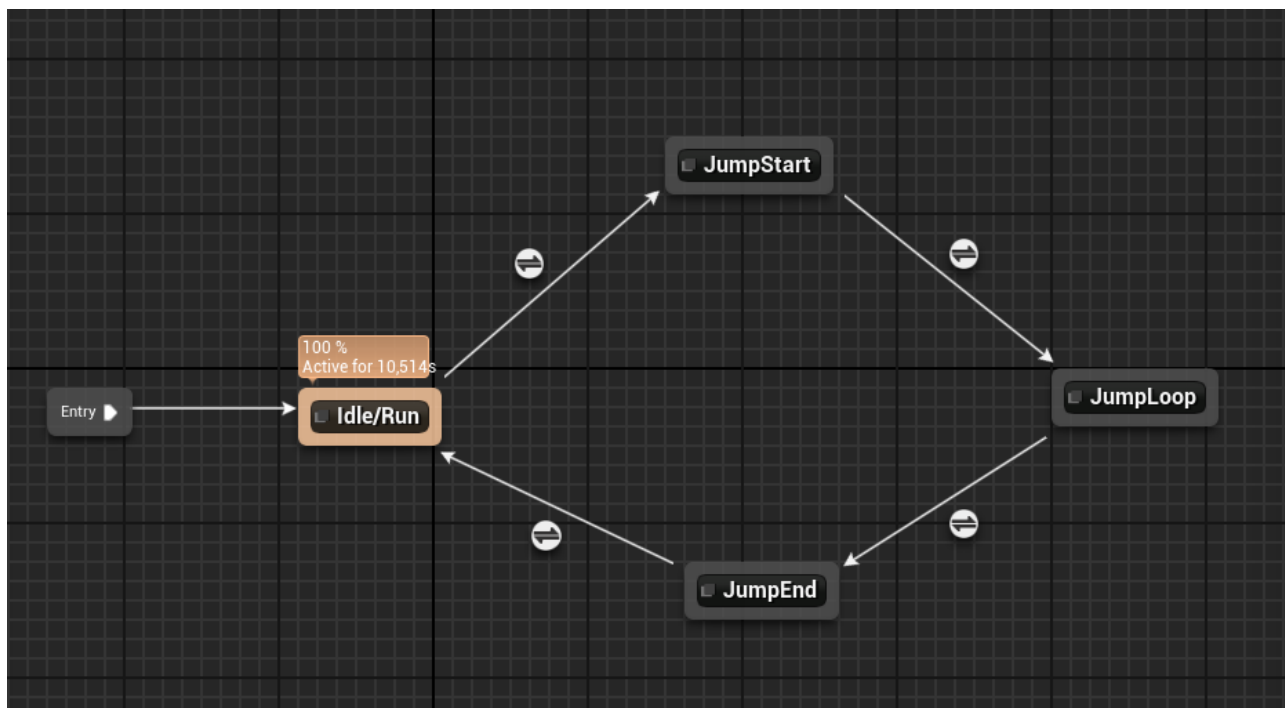 JumpStart
100 %
Active for 10,514s
Entry
Idle/Run
JumpLoop
JumpEnd